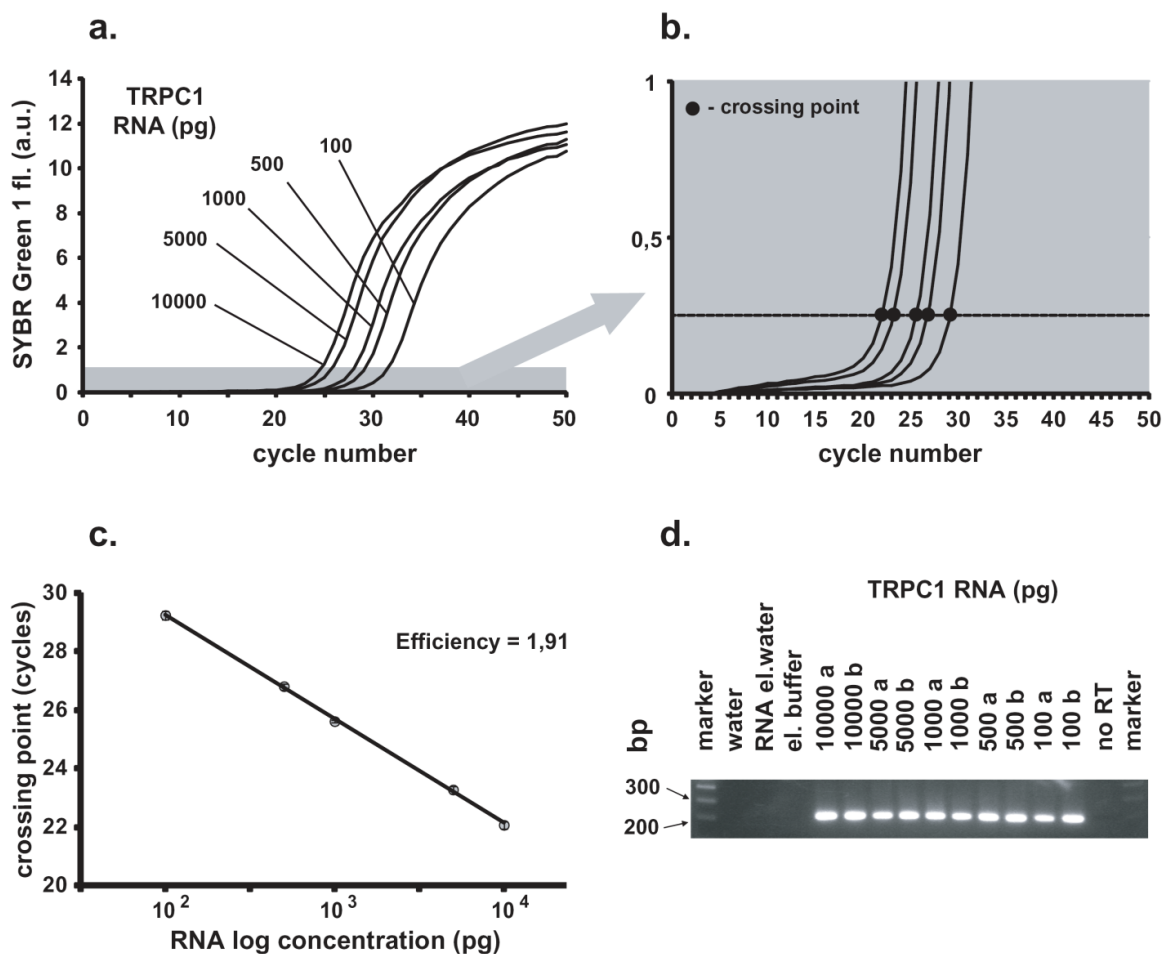 a.
SYBR Green 1 fl. (a.u.)
14
12
10
8
6
4
2
0
TRPC1
RNA (pg)
100
500
1000
5000
10000
0 10 20 30 40 50
cycle number
b.
1
0,5
0
- crossing point
0 5 10 15 20 25 30 35 40 45 50
cycle number
c.
crossing point (cycles)
30
28
26
24
22
20
Efficiency = 1,91
10 2 10 3 10 4
RNA log concentration (pg)
d.
TRPC1 RNA (pg)
bp
marker
water
RNA el.water
el. buffer
10000 a
10000 b
5000 a
5000 b
1000 a
1000 b
500 a
500 b
100 a
100 b
no RT
marker
300
200